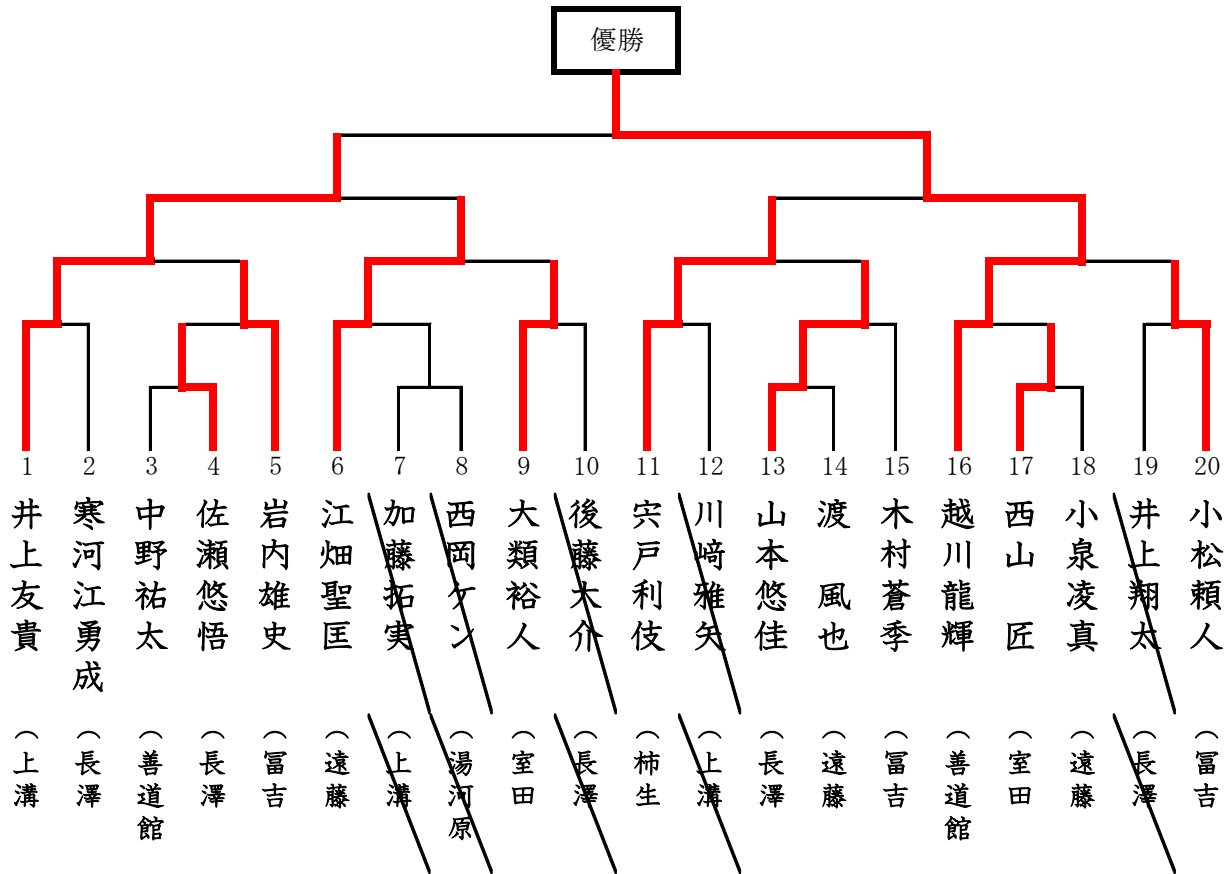 優勝
1 2 3 4 5 6 7 8 9 10 11 12 13 14 15 16 17 18 19 20
井上友貴
寒河江勇成
中野祐太
佐瀬悠悟
岩内雄史
江畑聖匡
加藤拓実
西岡ケン
大類裕人
後藤大介
宍戸利伎
川﨑雅矢
山本悠佳
渡 風也
木村蒼季
越川龍輝
西山 匠
小泉凌真
井上翔太
小松頼人
（上溝
（長澤
（善道館
（長澤
（冨吉
（遠藤
（上溝
（湯河原
（室田
（長澤
（柿生
（上溝
（長澤
（遠藤
（冨吉
（善道館
（室田
（遠藤
（長澤
（冨吉